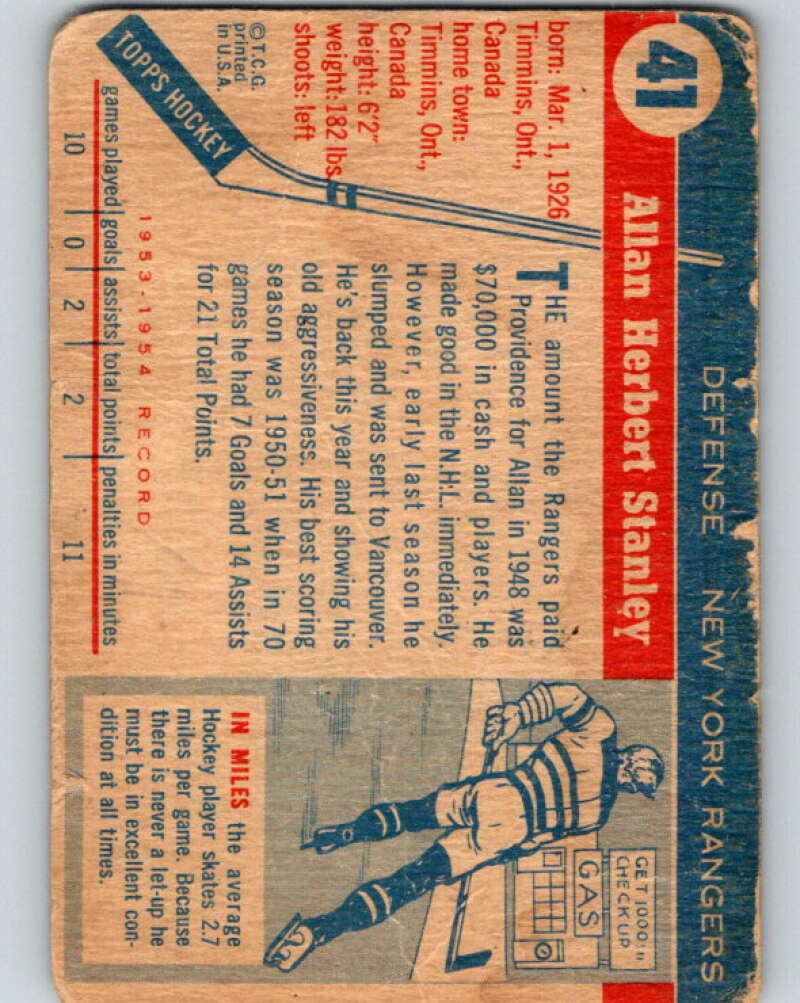 41
DEFENSE NEW YORK RANGERS
Allan Herbert Stanley
born: Mar. 1, 1926
Timmins, Ont.,
Canada
home town:
Timmins, Ont.,
Canada
height: 6'2"
weight: 182 lbs.
shoots: left
© T.C.G.
printed
in U.S.A.
TOPPS HOCKEY
THE amount the Rangers paid
Providence for Allan in 1948 was
$70,000 in cash and players. He
made good in the N.H.L. immediately.
However, early last season he
slumped and was sent to Vancouver.
He's back this year and showing his
old aggressiveness. His best scoring
season was 1950-51 when in 70
games he had 7 Goals and 14 Assists
for 21 Total Points.
1953-1954 RECORD
games played | goals | assists | total points | penalties in minutes
10 | 0 | 2 | 2 | 11
GET 1000
CHECK UP
GAS
IN MILES the average
Hockey player skates 2.7
miles per game. Because
there is never a let-up he
must be in excellent con-
dition at all times.